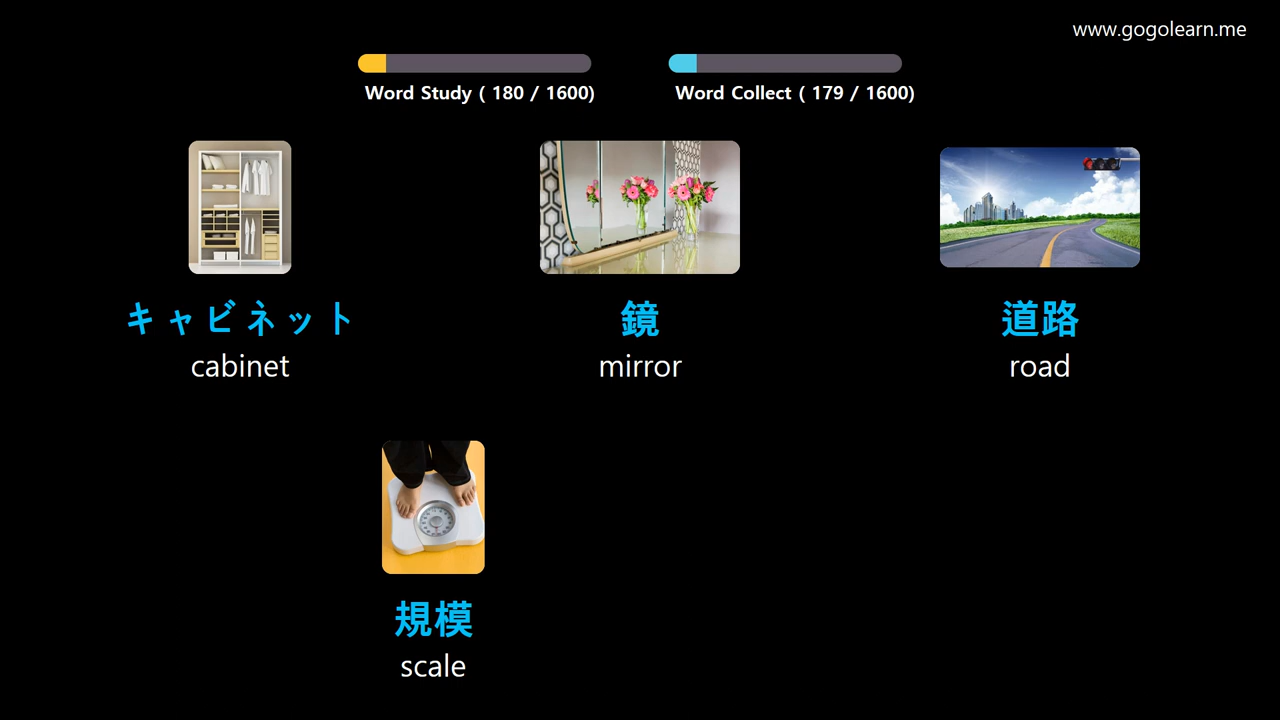 www.gogolearn.me
Word Study ( 180 / 1600)
Word Collect ( 179 / 1600)
キャビネット
cabinet
鏡
mirror
道路
road
規模
scale